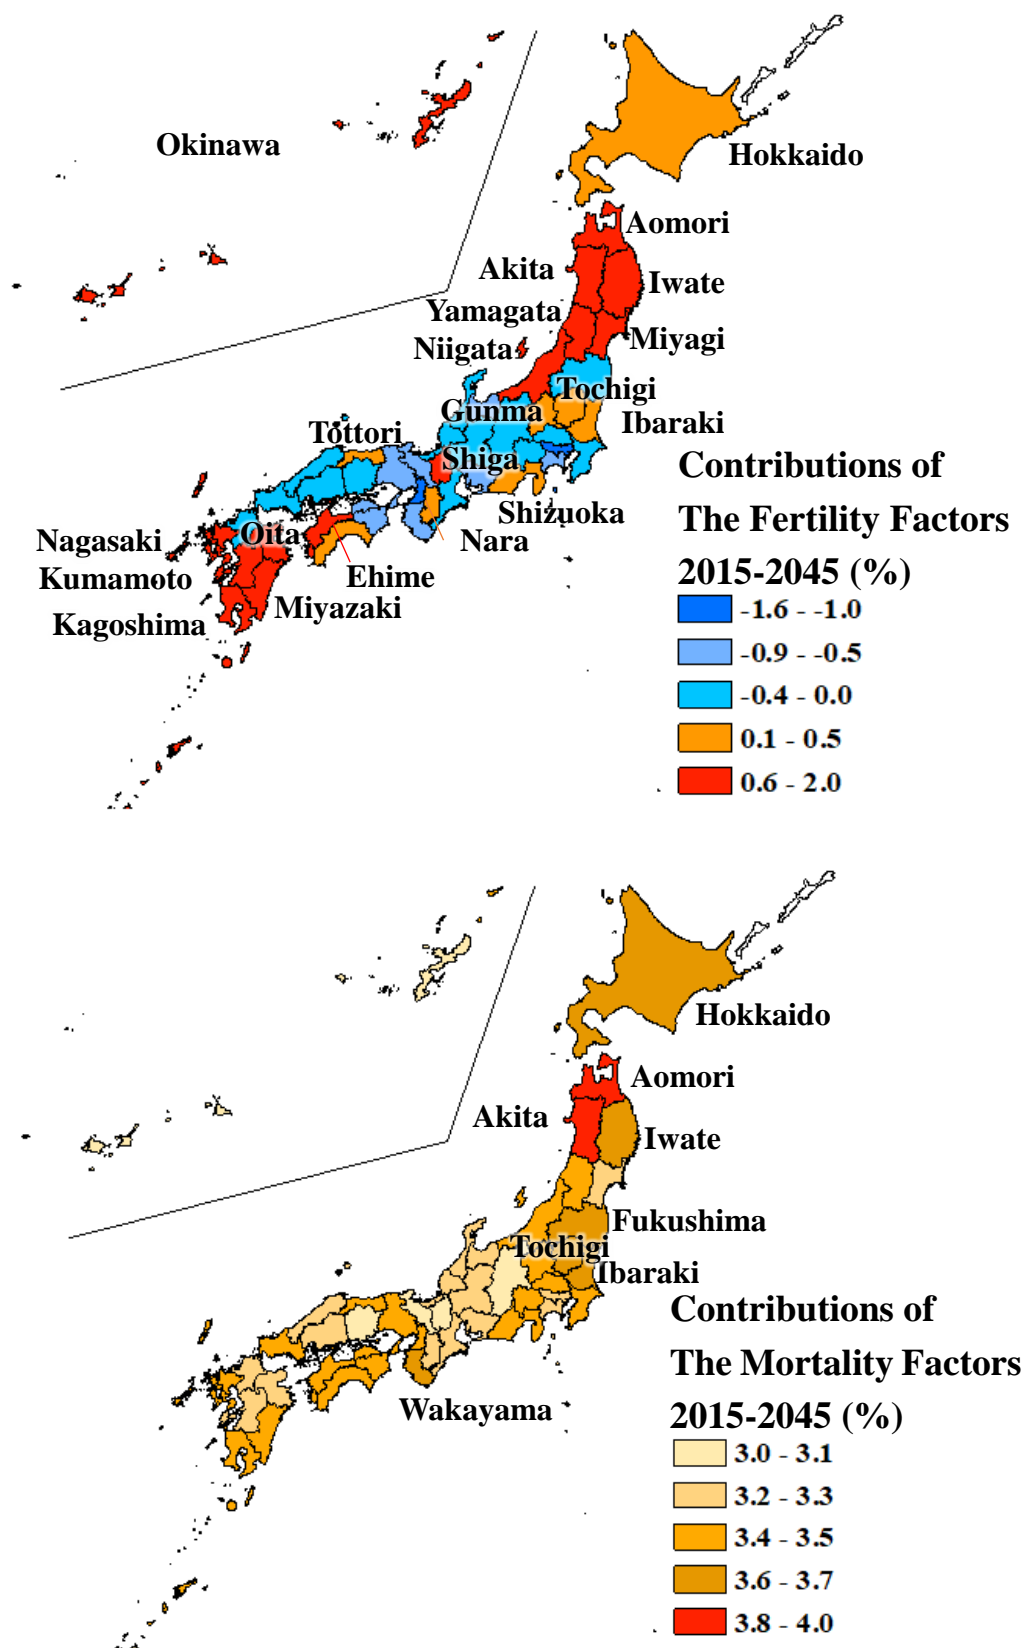 Okinawa
Hokkaido
Aomori
Akita
Iwate
Yamagata
Miyagi
Niigata
Tochigi
Gunma
Ibaraki
Tottori
Shiga
Contributions of
The Fertility Factors
2015-2045 (%)
Shizuoka
Nagasaki
Oita
Nara
Kumamoto
Ehime
Miyazaki
Kagoshima
-1.6 - -1.0
-0.9 - -0.5
-0.4 - 0.0
0.1 - 0.5
0.6 - 2.0
Hokkaido
Aomori
Akita
Iwate
Fukushima
Tochigi
Ibaraki
Contributions of
The Mortality Factors
2015-2045 (%)
Wakayama
3.0 - 3.1
3.2 - 3.3
3.4 - 3.5
3.6 - 3.7
3.8 - 4.0